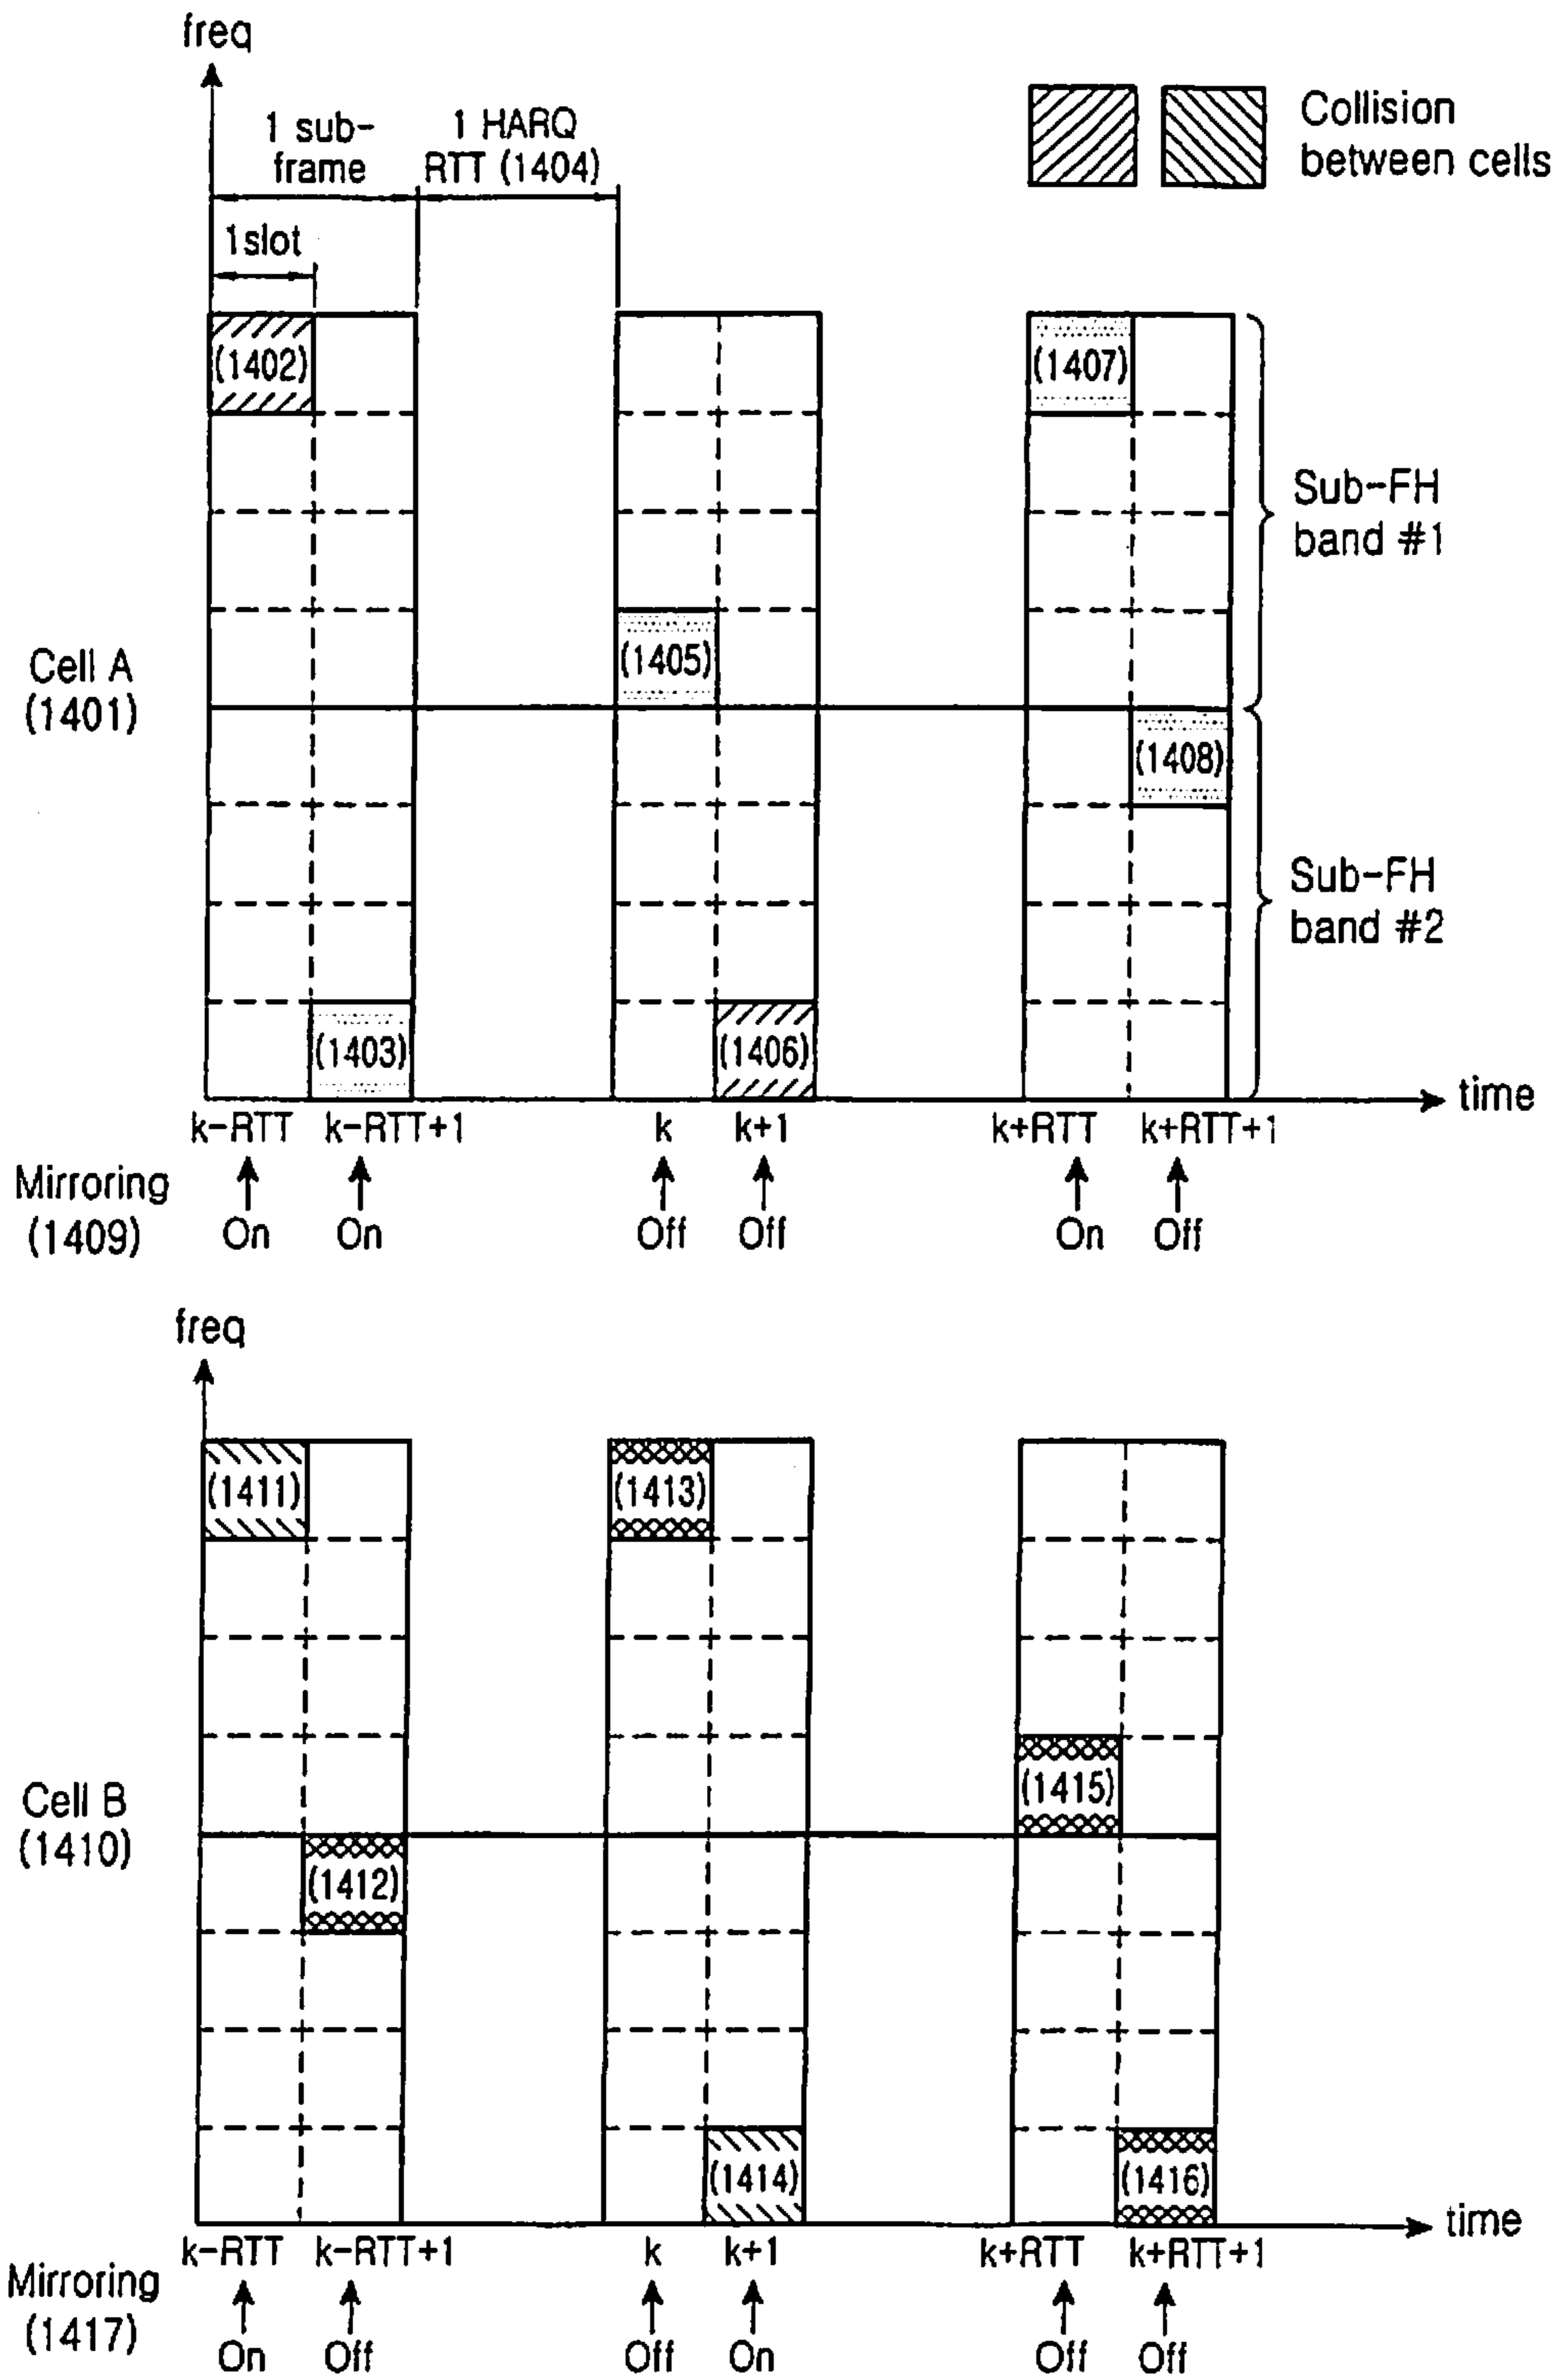 freq
1 sub-
frame
1 HARQ
RTT (1404)
Collision
between cells
1slot
(1402)
(1407)
Sub-FH
band #1
(1405)
Cell A
(1401)
(1408)
Sub-FH
band #2
(1403)
(1406)
time
k-RTT k-RTT+1 k k+1 k+RTT k+RTT+1
Mirroring
(1409)
On On Off Off On Off
freq
(1411)
(1413)
(1415)
Cell B
(1410)
(1412)
(1414)
(1416)
time
k-RTT k-RTT+1 k k+1 k+RTT k+RTT+1
Mirroring
(1417)
On Off Off On Off Off